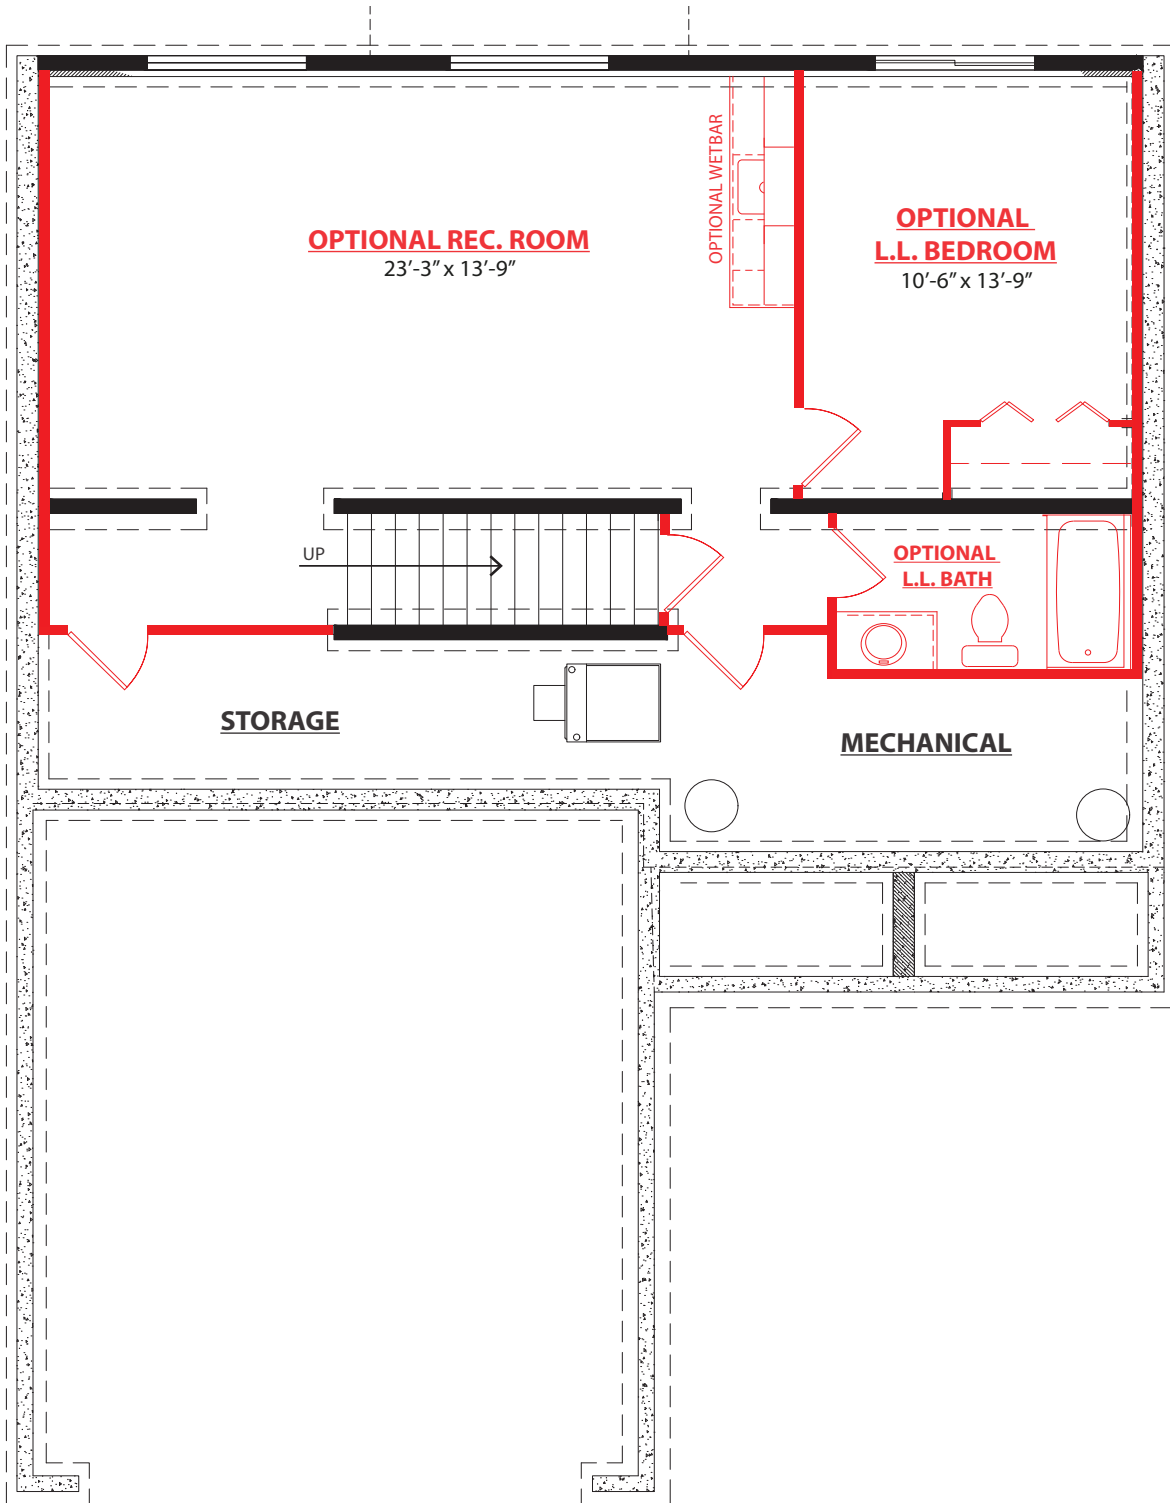 OPTIONAL REC. ROOM
23'-3" x 13'-9"
OPTIONAL WETBAR
OPTIONAL
L.L. BEDROOM
10'-6" x 13'-9"
UP
OPTIONAL
L.L. BATH
STORAGE
MECHANICAL